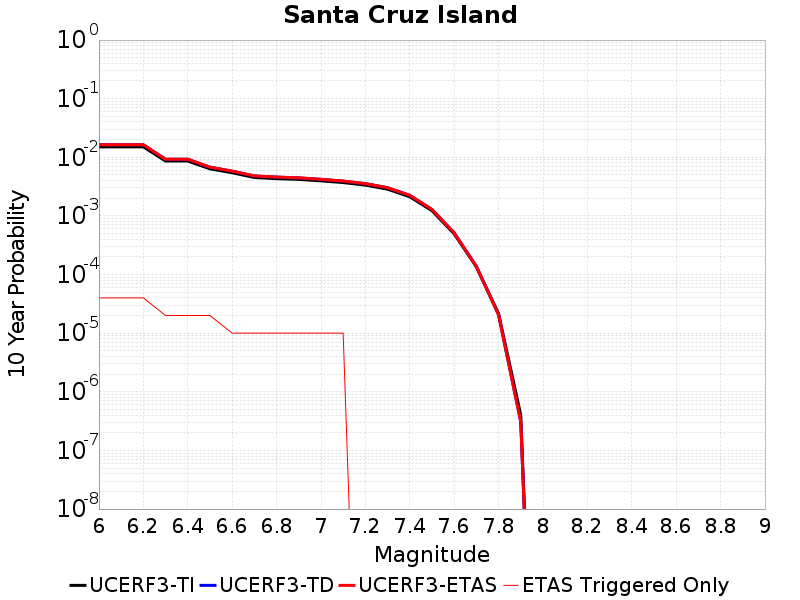 Santa Cruz Island
10^0
10^-1
10^-2
10^-3
10^-4
10^-5
10^-6
10^-7
10^-8
10 Year Probability
6 6.2 6.4 6.6 6.8 7 7.2 7.4 7.6 7.8 8 8.2 8.4 8.6 8.8 9
Magnitude
UCERF3-TI UCERF3-TD UCERF3-ETAS ETAS Triggered Only